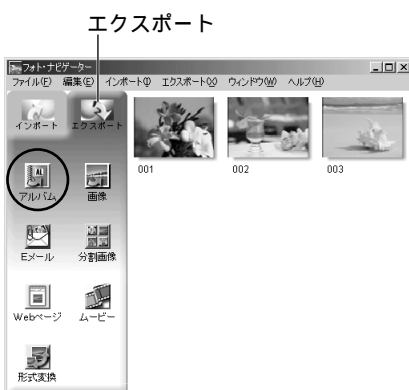 エクスポート
フォト・ナビゲーター
ファイル(F) 編集(E) インポート(I) エクスポート(X) ウィンドウ(W) ヘルプ(H)
インポート エクスポート
001 002 003
アルバム 画像
Eメール 分割画像
Webページ ムービー
形式変換